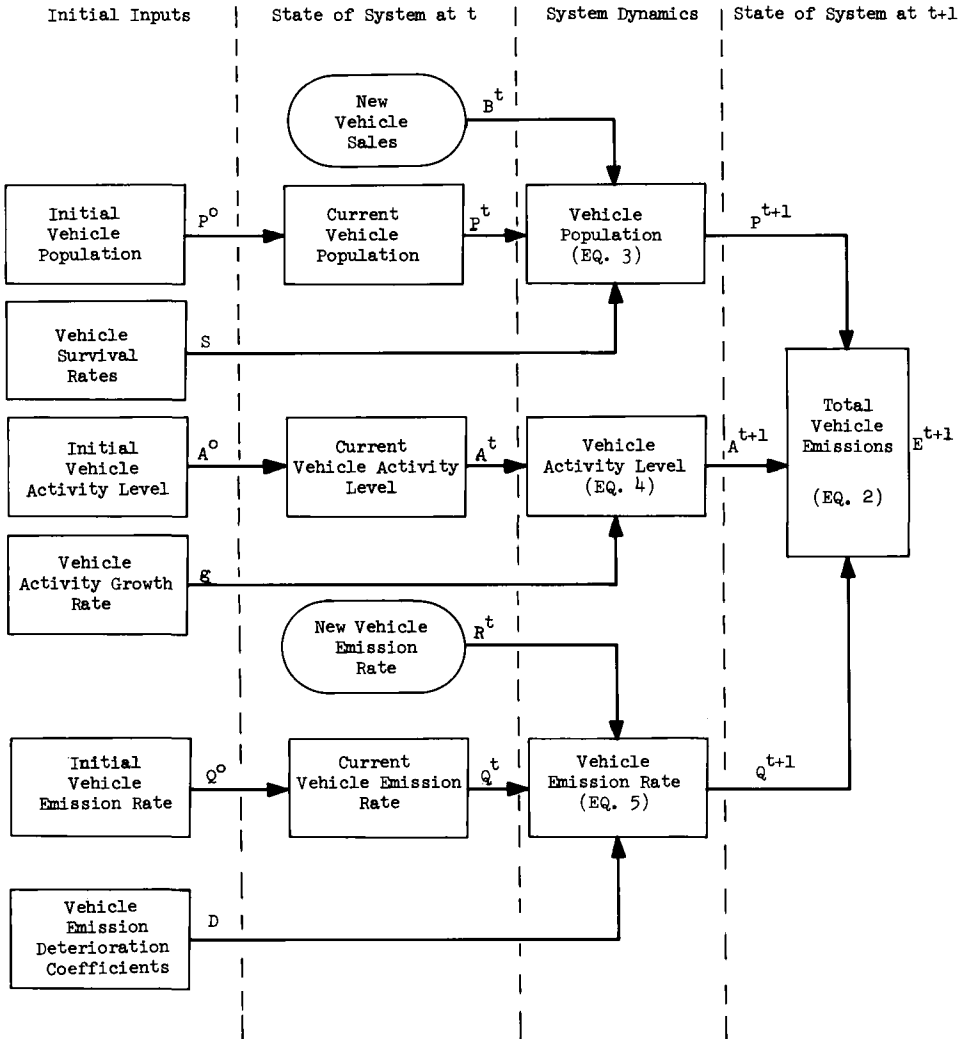 Initial Inputs
State of System at t
System Dynamics
State of System at t+1
New
Vehicle
Sales
B^t
Initial
Vehicle
Population
P^o
Current
Vehicle
Population
P^t
Vehicle
Population
(EQ. 3)
P^t+1
Vehicle
Survival
Rates
S
Initial
Vehicle
Activity Level
A^o
Current
Vehicle Activity
Level
A^t
Vehicle
Activity Level
(EQ. 4)
A^t+1
Total
Vehicle
Emissions
(EQ. 2)
E^t+1
Vehicle
Activity Growth
Rate
g
New Vehicle
Emission
Rate
R^t
Initial
Vehicle
Emission Rate
Q^o
Current
Vehicle Emission
Rate
Q^t
Vehicle
Emission Rate
(EQ. 5)
Q^t+1
Vehicle
Emission
Deterioration
Coefficients
D